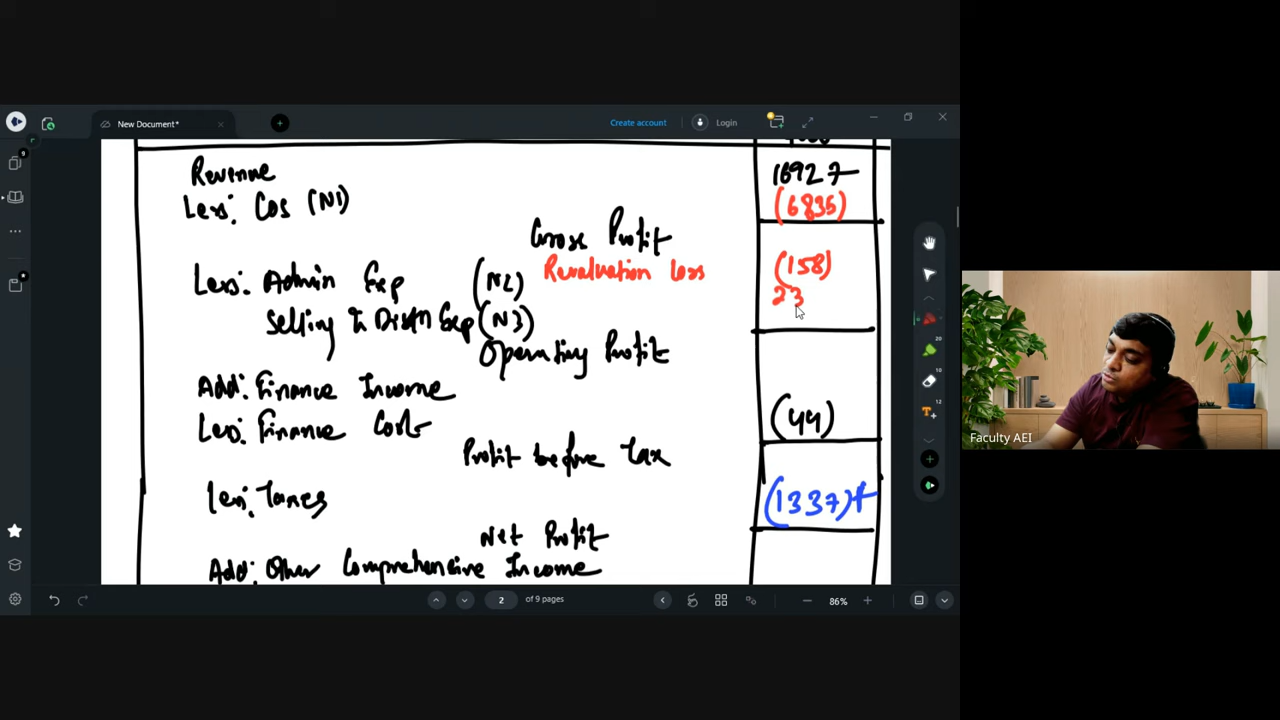 New Document*
Create account
Login
Revenue 16927
Less: Cos (N1) (6835)
Gross Profit
Revaluation Loss (158)
Less: Admin Exp (N2)
23
Selling & Distn Exp (N3)
Operating Profit
Add: Finance Income
Less: Finance Cost (44)
Profit before Tax
Less: Taxes (1337)
Net Profit
Add: Other Comprehensive Income
2 of 9 pages
86%
Faculty AEI